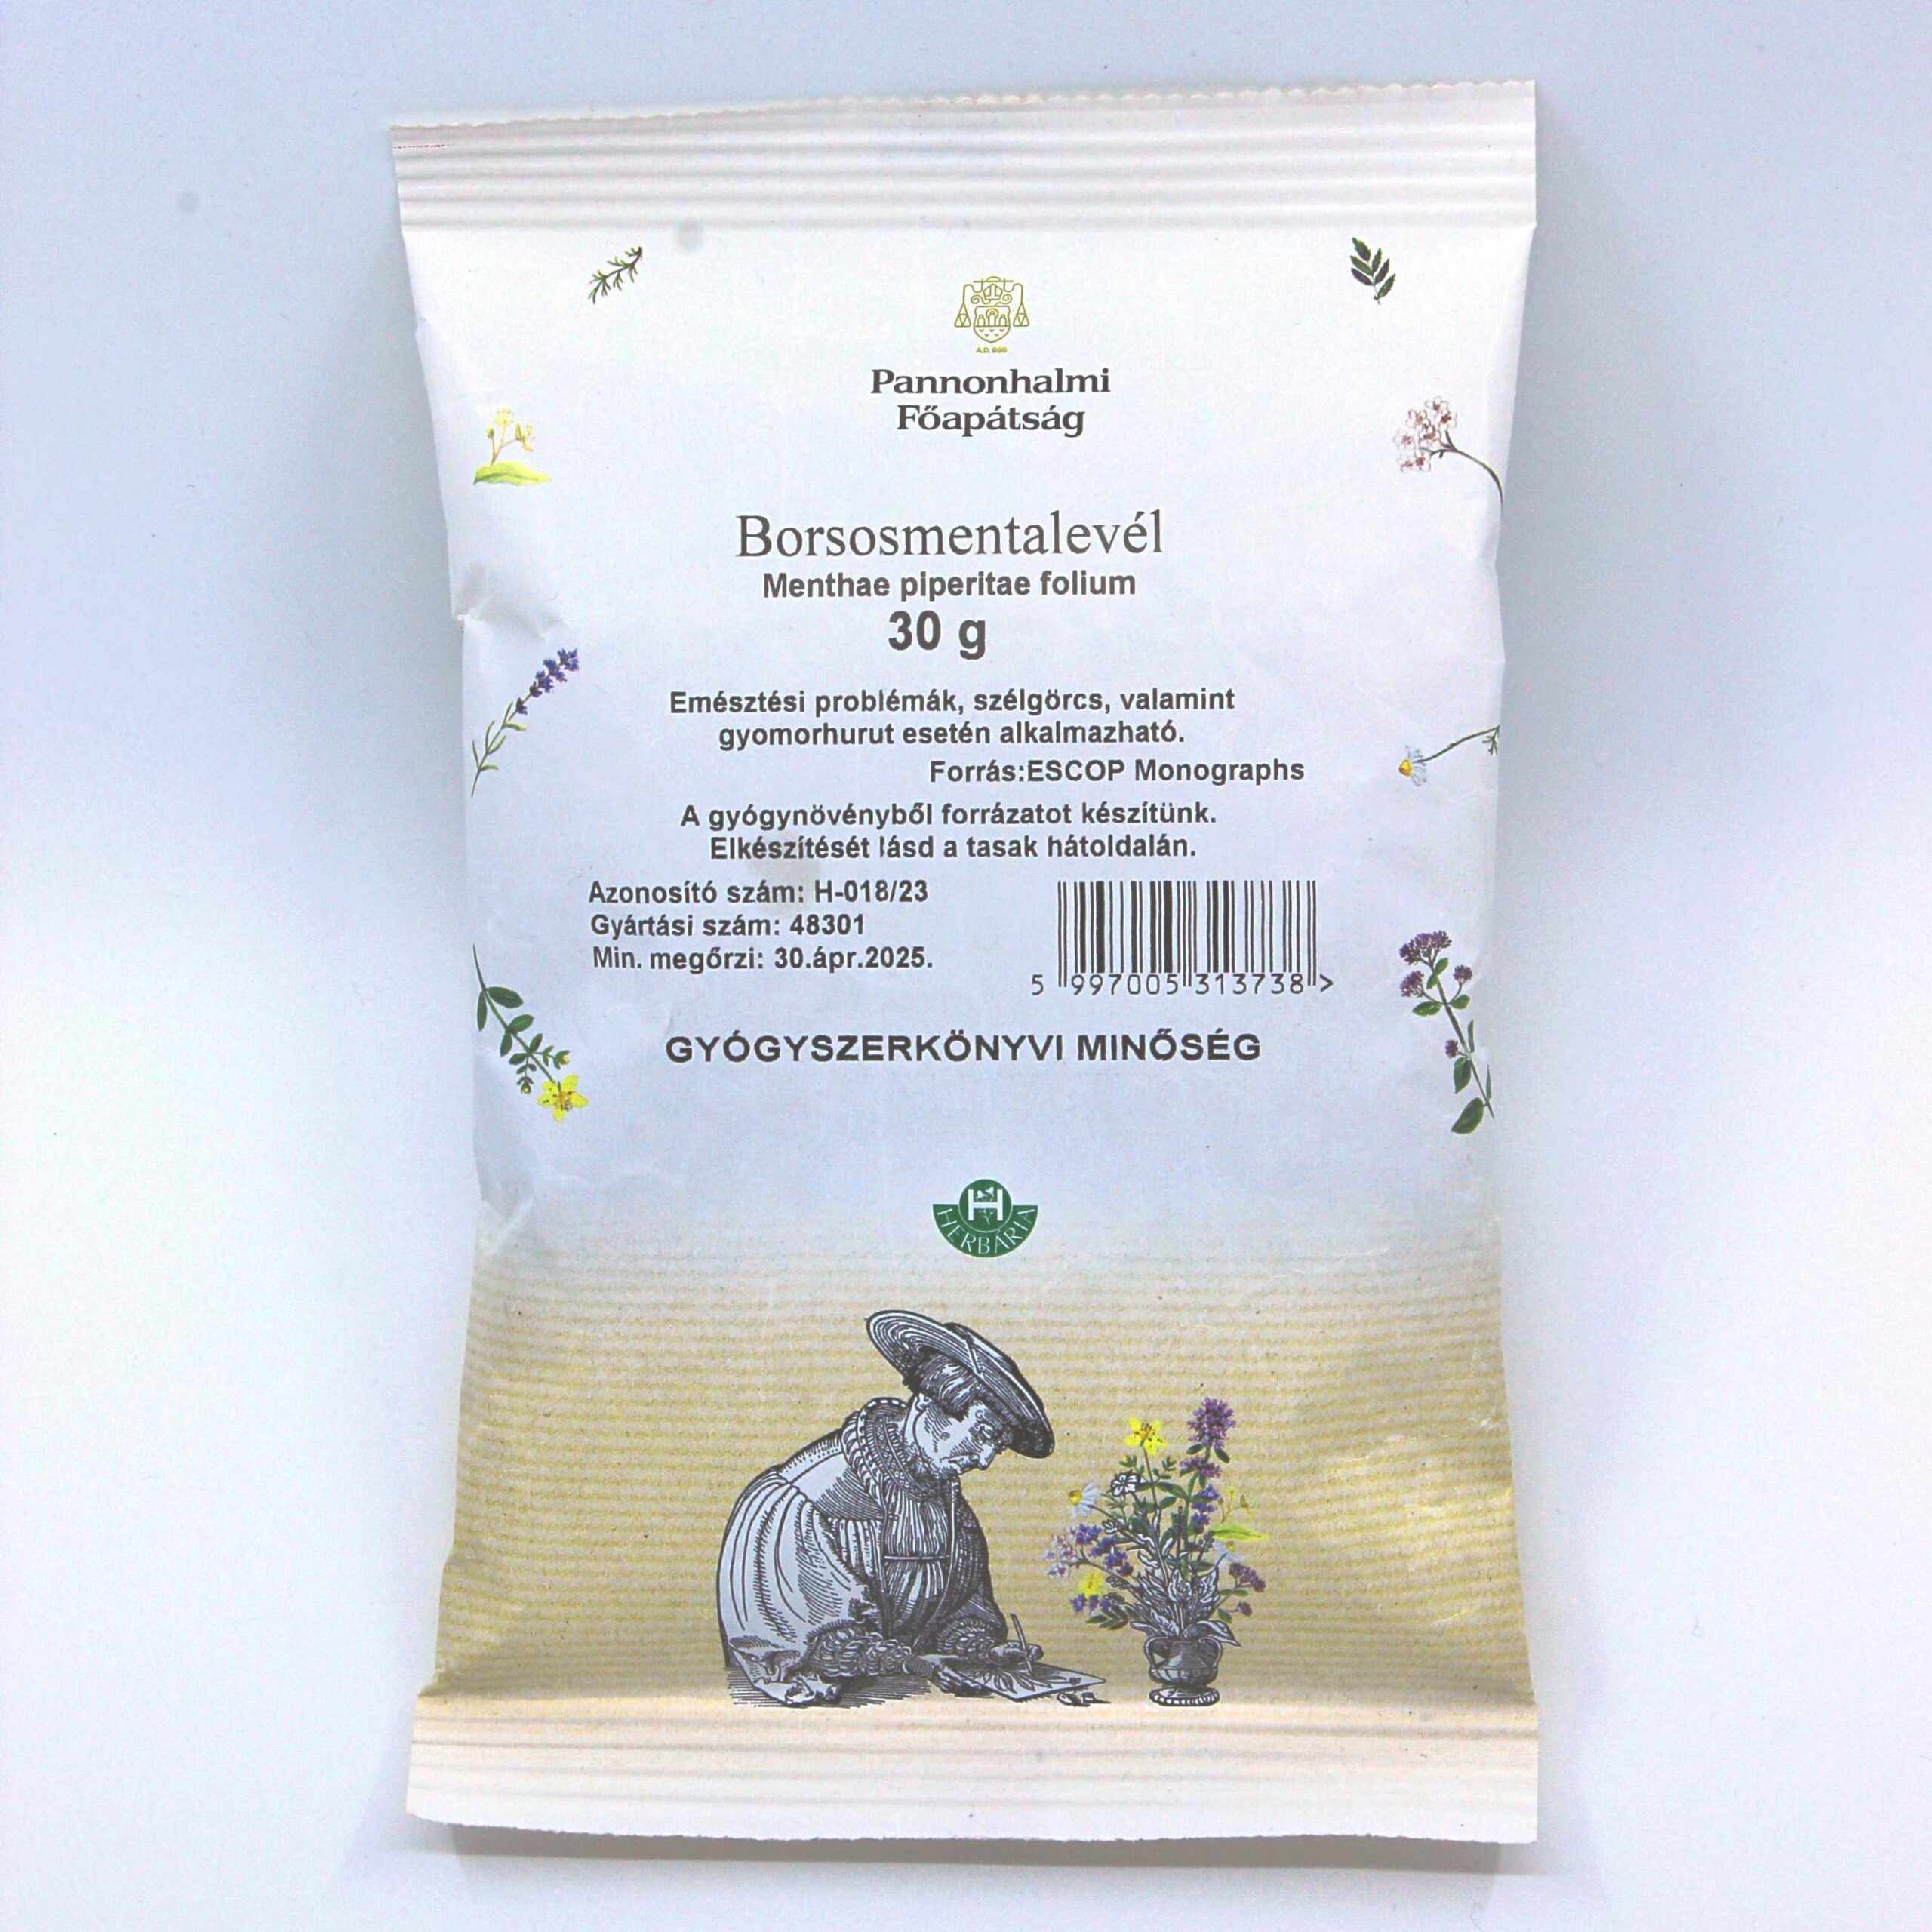 A.D. 996
Pannonhalmi
Főapátság
Borsosmentalevél
Menthae piperitae folium
30 g
Emésztési problémák, szélgörcs, valamint
gyomorhurut esetén alkalmazható.
Forrás:ESCOP Monographs
A gyógynövényből forrázatot készítünk.
Elkészítését lásd a tasak hátoldalán.
Azonosító szám: H-018/23
Gyártási szám: 48301
Min. megőrzi: 30.ápr.2025.
5 997005 313738 >
GYÓGYSZERKÖNYVI MINŐSÉG
H
HERBÁRIA